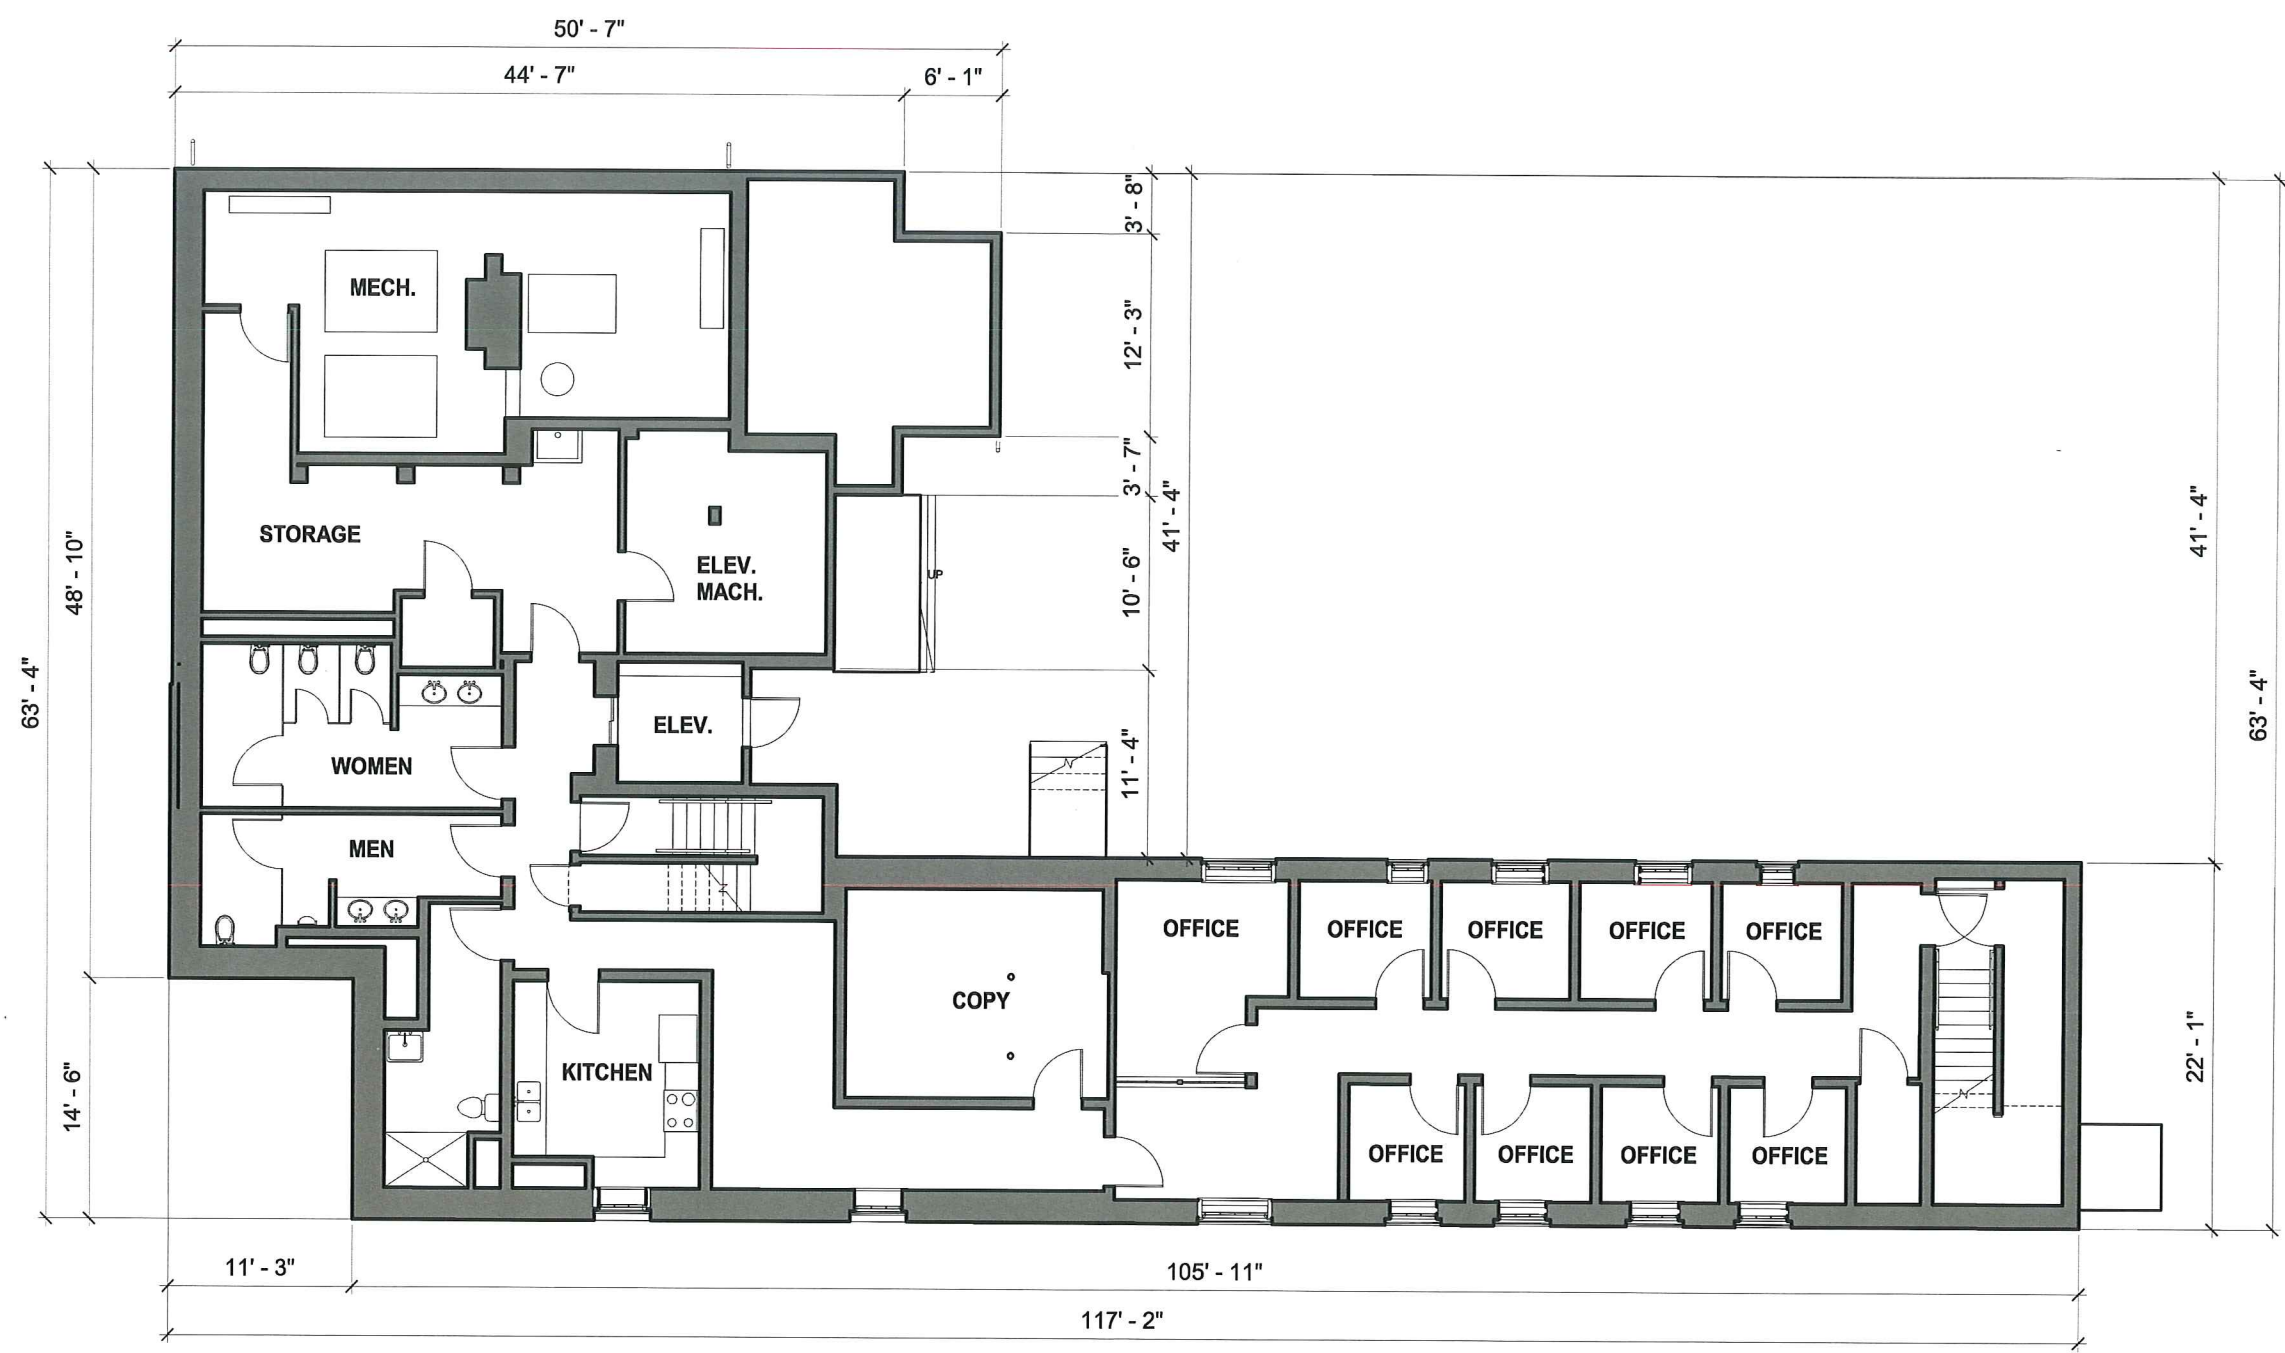 50' - 7"
44' - 7"
6' - 1"
3' - 8"
12' - 3"
3' - 7"
41' - 4"
10' - 6"
11' - 4"
41' - 4"
63' - 4"
22' - 1"
48' - 10"
63' - 4"
14' - 6"
MECH.
STORAGE
ELEV.
MACH.
UP
ELEV.
WOMEN
MEN
OFFICE
OFFICE
OFFICE
OFFICE
OFFICE
COPY
KITCHEN
OFFICE
OFFICE
OFFICE
OFFICE
11' - 3"
105' - 11"
117' - 2"